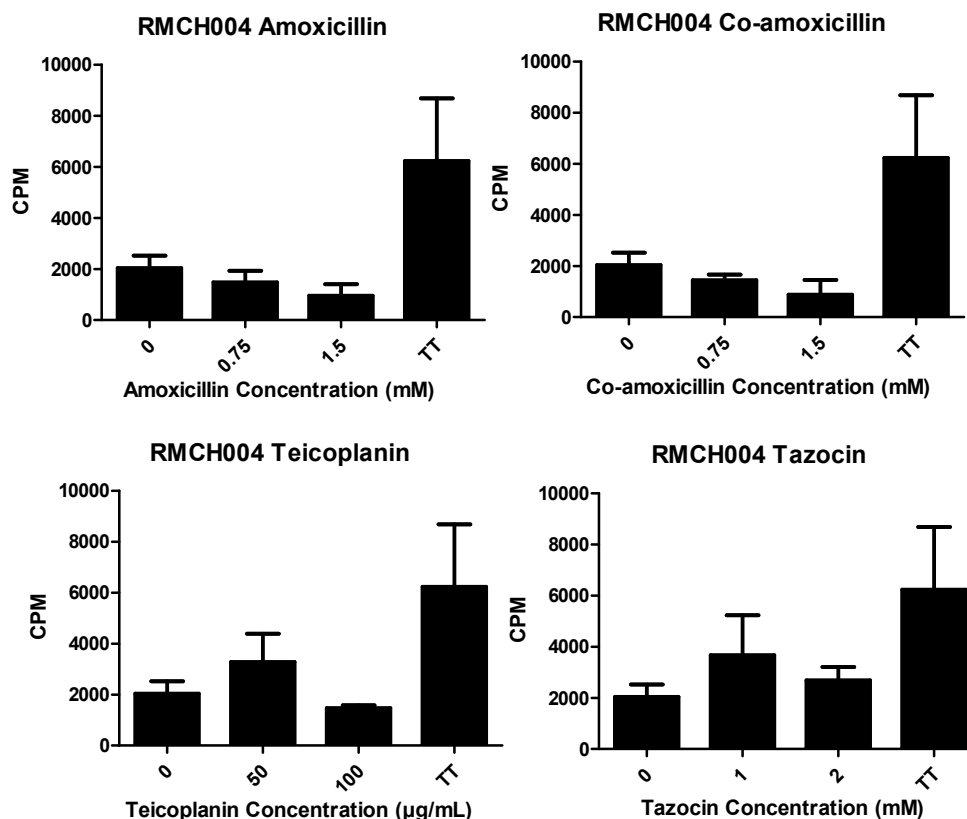 RMCH004 Amoxicillin
CPM
10000
8000
6000
4000
2000
0
0 0.75 1.5 TT
Amoxicillin Concentration (mM)
RMCH004 Co-amoxicillin
CPM
10000
8000
6000
4000
2000
0
0 0.75 1.5 TT
Co-amoxicillin Concentration (mM)
RMCH004 Teicoplanin
CPM
10000
8000
6000
4000
2000
0
0 50 100 TT
Teicoplanin Concentration (µg/mL)
RMCH004 Tazocin
CPM
10000
8000
6000
4000
2000
0
0 1 2 TT
Tazocin Concentration (mM)